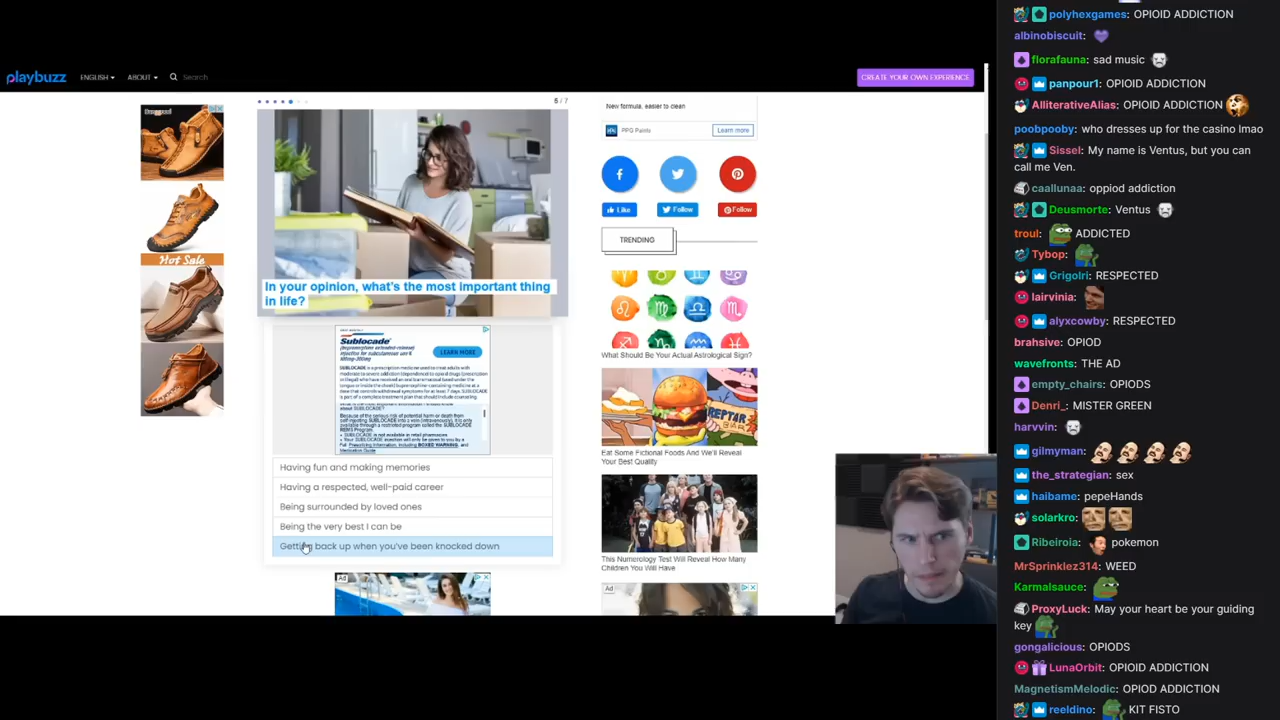 playbuzz
ENGLISH
ABOUT
Search
CREATE YOUR OWN EXPERIENCE
5 / 7
Hot Sale
In your opinion, what's the most important thing
in life?
Sublocade
LEARN MORE
Having fun and making memories
Having a respected, well-paid career
Being surrounded by loved ones
Being the very best I can be
Getting back up when you've been knocked down
Ad
New formula, easier to clean
PPG Paints
Learn more
Like
Follow
Follow
TRENDING
What Should Be Your Actual Astrological Sign?
REPTAR
BAR
Eat Some Fictional Foods And We'll Reveal
Your Best Quality
This Numerology Test Will Reveal How Many
Children You Will Have
Ad
polyhexgames: OPIOID ADDICTION
albinobiscuit:
florafauna: sad music
panpour1: OPIOID ADDICTION
AlliterativeAlias: OPIOID ADDICTION
poobpooby: who dresses up for the casino lmao
Sissel: My name is Ventus, but you can
call me Ven.
caallunaa: oppiod addiction
Deusmorte: Ventus
troul: ADDICTED
Tybop:
Grigolri: RESPECTED
lairvinia:
alyxcowby: RESPECTED
brahsive: OPIOD
wavefronts: THE AD
empty_chairs: OPIODS
Denri_: MISTERGREEN
harvvin:
gilmyman:
the_strategian: sex
haibame: pepeHands
solarkro:
Ribeiroia: pokemon
MrSprinklez314: WEED
Karmalsauce:
ProxyLuck: May your heart be your guiding
key
gongalicious: OPIODS
LunaOrbit: OPIOID ADDICTION
MagnetismMelodic: OPIOID ADDICTION
reeldino: KIT FISTO